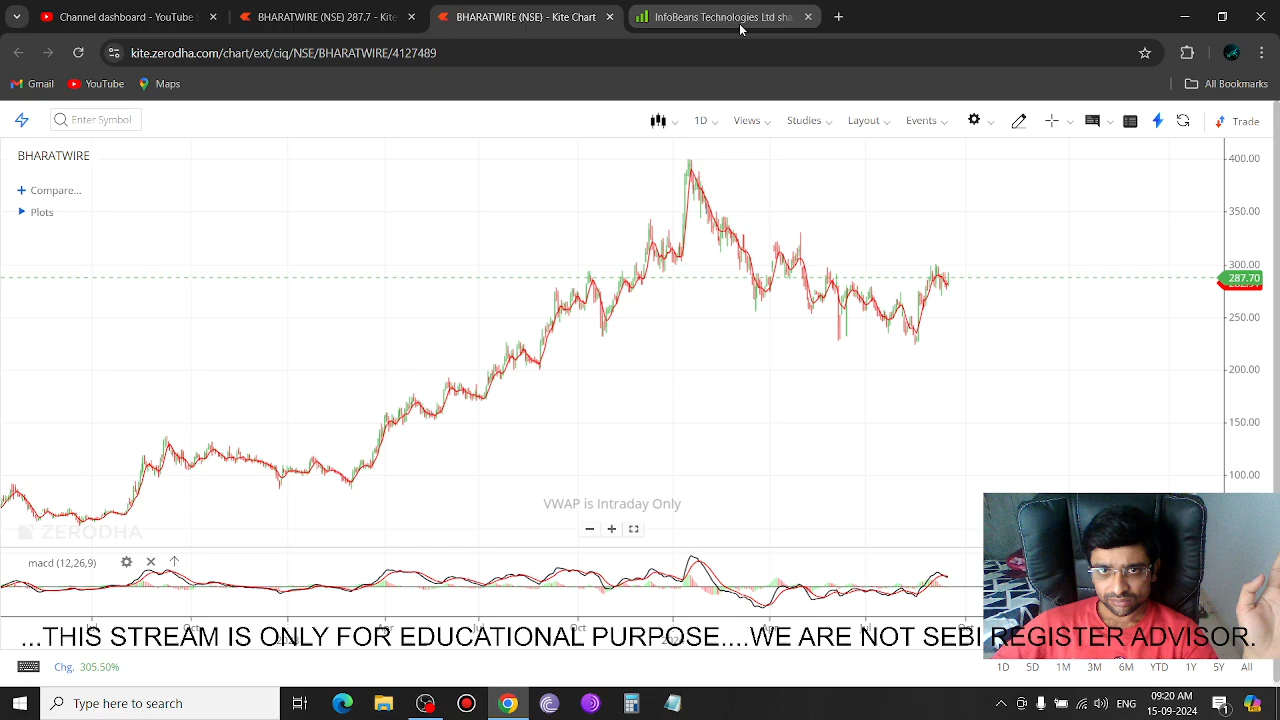 Channel dashboard - YouTube S
BHARATWIRE (NSE) 287.7 - Kite
BHARATWIRE (NSE) - Kite Chart
InfoBeans Technologies Ltd sha
kite.zerodha.com/chart/ext/ciq/NSE/BHARATWIRE/4127489
Gmail YouTube Maps All Bookmarks
Enter Symbol 1D Views Studies Layout Events Trade
BHARATWIRE
Compare...
Plots
400.00
350.00
300.00
287.70
250.00
200.00
150.00
100.00
VWAP is Intraday Only
ZERODHA
macd (12,26,9)
Oct Apr Oct
...THIS STREAM IS ONLY FOR EDUCATIONAL PURPOSE....WE ARE NOT SEBI REGISTER ADVISOR.
Chg. 305.50%
1D 5D 1M 3M 6M YTD 1Y 5Y All
Type here to search
ENG
09:20 AM
15-09-2024